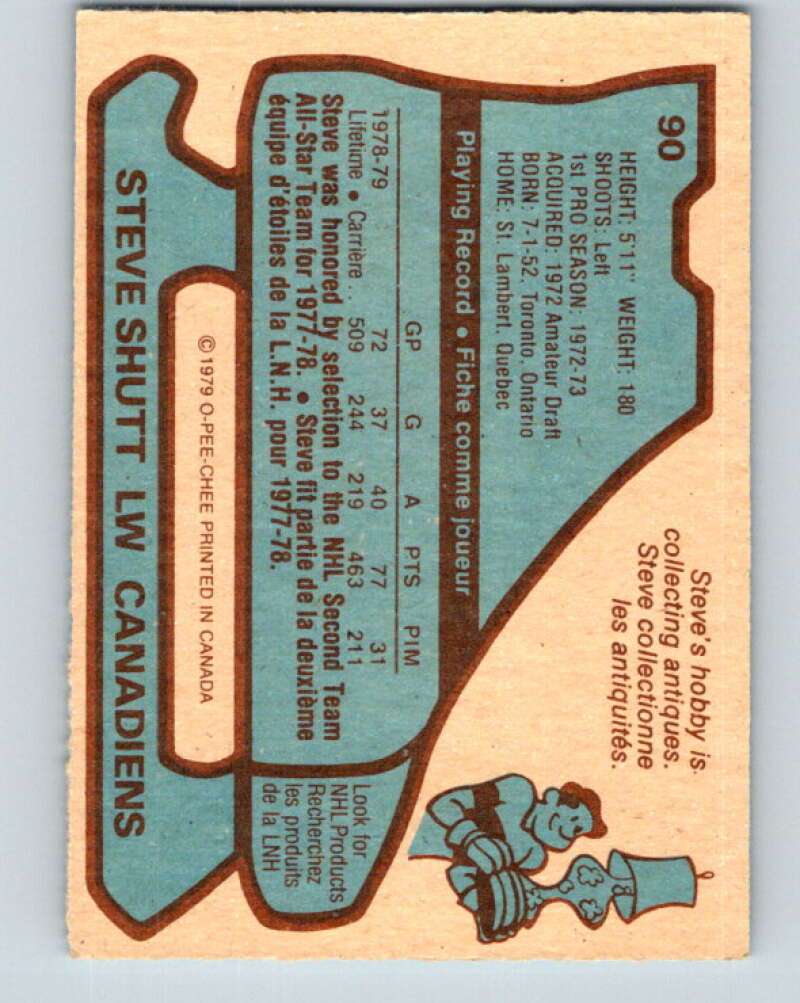 90
HEIGHT: 5'11" WEIGHT: 180
SHOOTS: Left
1st PRO SEASON: 1972-73
ACQUIRED: 1972 Amateur Draft
BORN: 7-1-52, Toronto, Ontario
HOME: St. Lambert, Quebec
Steve's hobby is
collecting antiques.
Steve collectionne
les antiquités.
Playing Record • Fiche comme joueur
GP G A PTS PIM
1978-79 72 37 40 77 31
Lifetime • Carrière.. 509 244 219 463 211
Steve was honored by selection to the NHL Second Team
All-Star Team for 1977-78. • Steve fit partie de la deuxième
équipe d'étoiles de la L.N.H. pour 1977-78.
Look for
NHL Products
Recherchez
les produits
de la LNH
© 1979 O-PEE-CHEE PRINTED IN CANADA
STEVE SHUTT LW CANADIENS